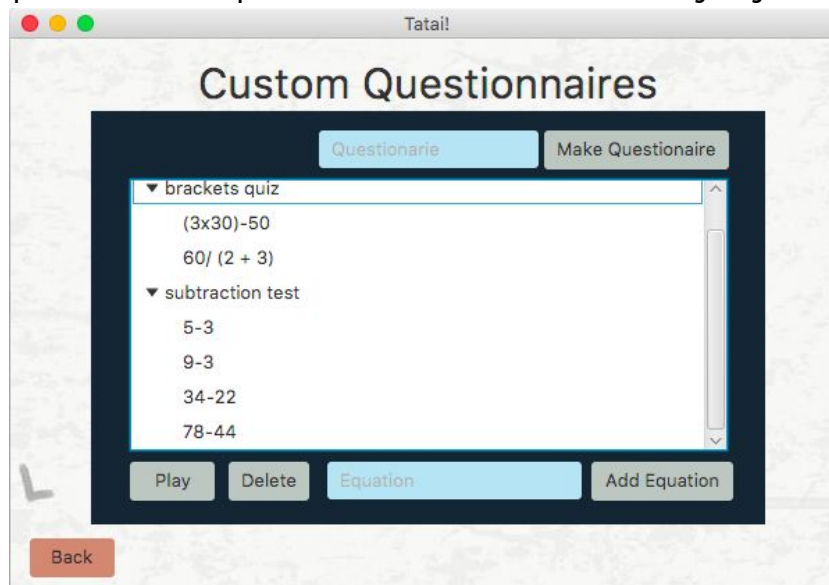 Tatai!
Custom Questionnaires
Questionarie Make Questionaire
brackets quiz
(3x30)-50
60/ (2 + 3)
subtraction test
5-3
9-3
34-22
78-44
Play Delete Equation Add Equation
Back